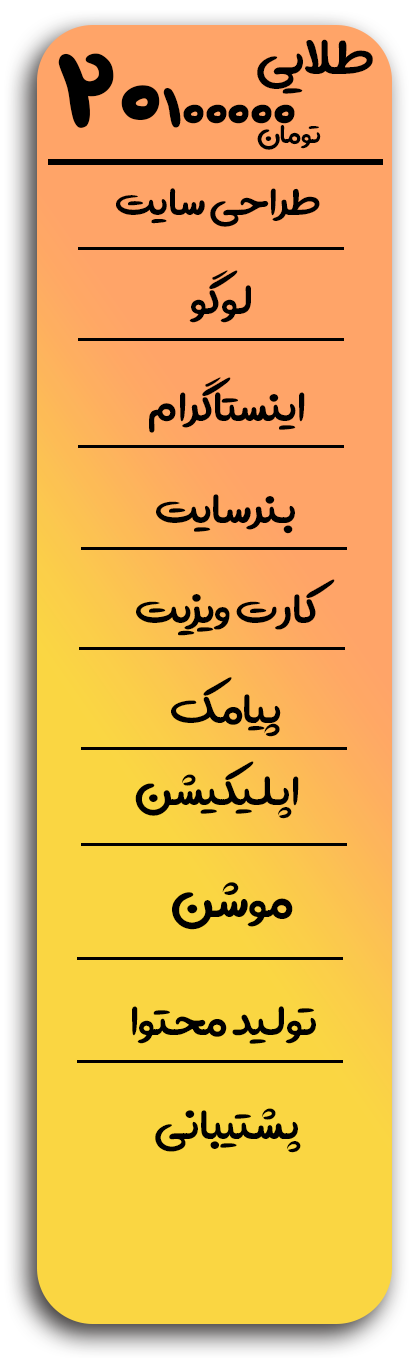 طلایی
۲۰۱۰۰۰۰۰
تومان
طراحی سایت
لوگو
اینستاگرام
بنرسایت
کارت ویزیت
پیامک
اپلیکیشن
موشن
تولید محتوا
پشتیبانی